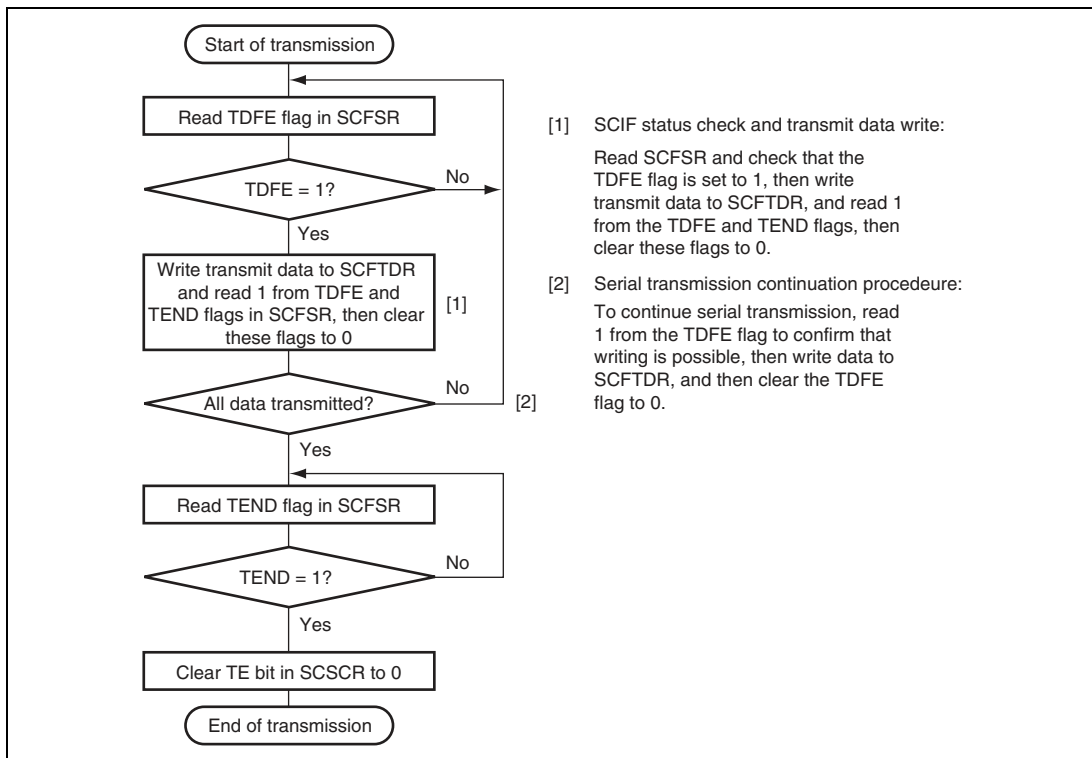 Start of transmission
Read TDFE flag in SCFSR
TDFE = 1?
No
Yes
Write transmit data to SCFTDR
and read 1 from TDFE and
TEND flags in SCFSR, then clear
these flags to 0
[1]
All data transmitted?
No
[2]
Yes
Read TEND flag in SCFSR
TEND = 1?
No
Yes
Clear TE bit in SCSCR to 0
End of transmission
[1] SCIF status check and transmit data write:
Read SCFSR and check that the
TDFE flag is set to 1, then write
transmit data to SCFTDR, and read 1
from the TDFE and TEND flags, then
clear these flags to 0.
[2] Serial transmission continuation procedeure:
To continue serial transmission, read
1 from the TDFE flag to confirm that
writing is possible, then write data to
SCFTDR, and then clear the TDFE
flag to 0.